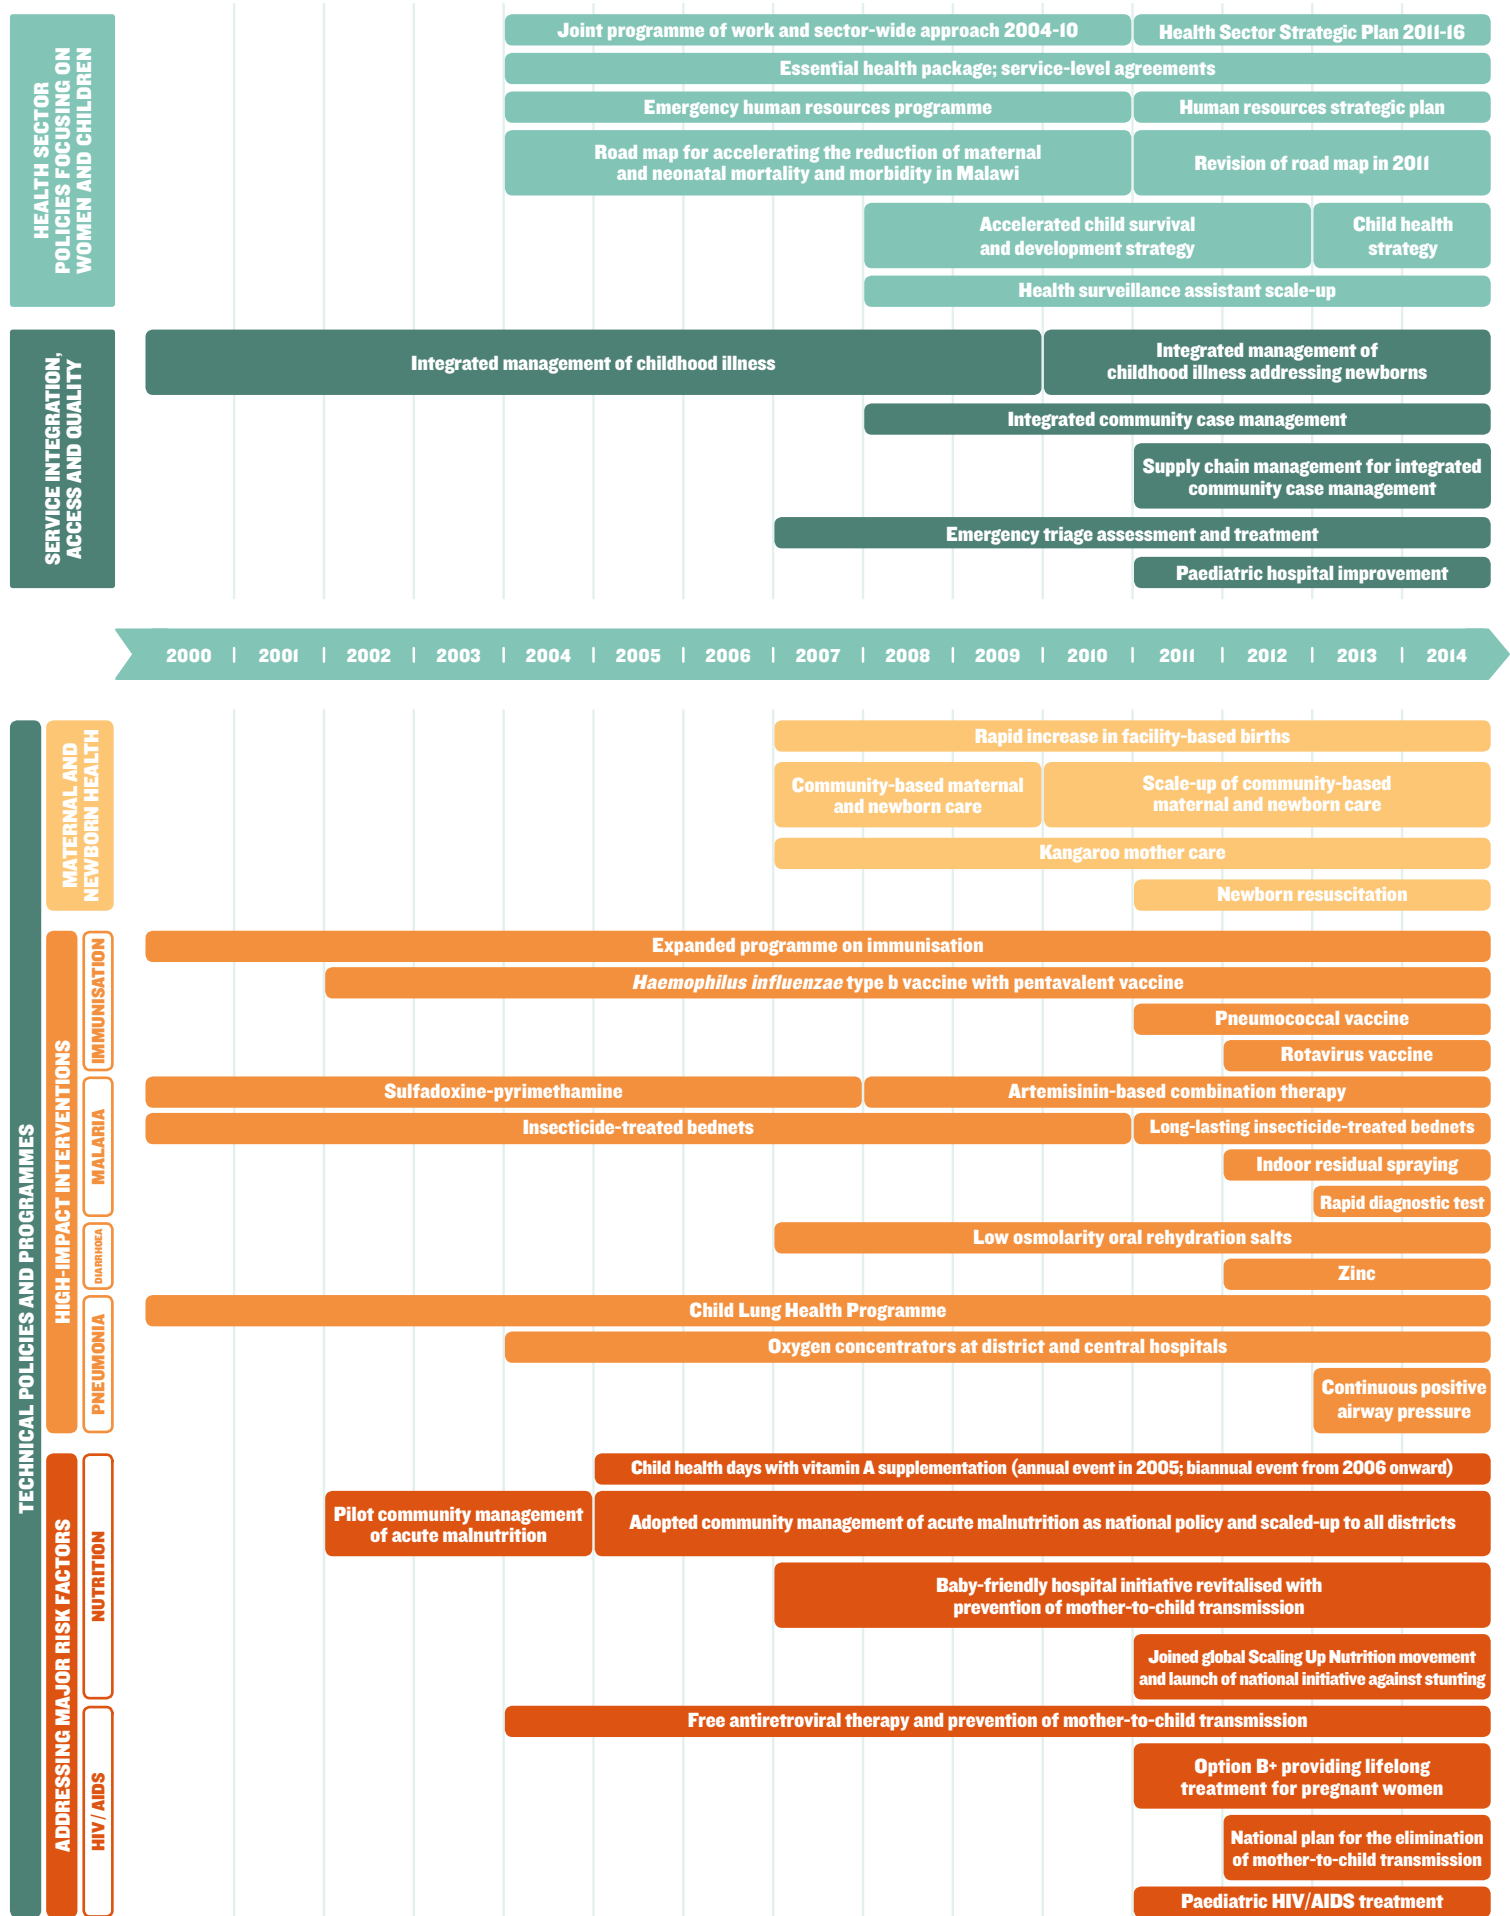 HEALTH SECTOR
POLICIES FOCUSING ON
WOMEN AND CHILDREN
Joint programme of work and sector-wide approach 2004-10
Health Sector Strategic Plan 2011-16
Essential health package; service-level agreements
Emergency human resources programme
Human resources strategic plan
Road map for accelerating the reduction of maternal
and neonatal mortality and morbidity in Malawi
Revision of road map in 2011
Accelerated child survival
and development strategy
Child health
strategy
Health surveillance assistant scale-up
SERVICE INTEGRATION,
ACCESS AND QUALITY
Integrated management of childhood illness
Integrated management of
childhood illness addressing newborns
Integrated community case management
Supply chain management for integrated
community case management
Emergency triage assessment and treatment
Paediatric hospital improvement
2000 | 2001 | 2002 | 2003 | 2004 | 2005 | 2006 | 2007 | 2008 | 2009 | 2010 | 2011 | 2012 | 2013 | 2014
TECHNICAL POLICIES AND PROGRAMMES
MATERNAL AND
NEWBORN HEALTH
Rapid increase in facility-based births
Community-based maternal
and newborn care
Scale-up of community-based
maternal and newborn care
Kangaroo mother care
Newborn resuscitation
HIGH-IMPACT INTERVENTIONS
IMMUNISATION
Expanded programme on immunisation
Haemophilus influenzae type b vaccine with pentavalent vaccine
Pneumococcal vaccine
Rotavirus vaccine
MALARIA
Sulfadoxine-pyrimethamine
Artemisinin-based combination therapy
Insecticide-treated bednets
Long-lasting insecticide-treated bednets
Indoor residual spraying
Rapid diagnostic test
DIARRHOEA
Low osmolarity oral rehydration salts
Zinc
PNEUMONIA
Child Lung Health Programme
Oxygen concentrators at district and central hospitals
Continuous positive
airway pressure
ADDRESSING MAJOR RISK FACTORS
NUTRITION
Child health days with vitamin A supplementation (annual event in 2005; biannual event from 2006 onward)
Pilot community management
of acute malnutrition
Adopted community management of acute malnutrition as national policy and scaled-up to all districts
Baby-friendly hospital initiative revitalised with
prevention of mother-to-child transmission
Joined global Scaling Up Nutrition movement
and launch of national initiative against stunting
HIV/AIDS
Free antiretroviral therapy and prevention of mother-to-child transmission
Option B+ providing lifelong
treatment for pregnant women
National plan for the elimination
of mother-to-child transmission
Paediatric HIV/AIDS treatment